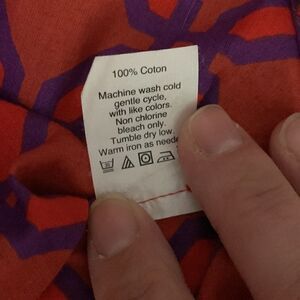 100% Coton
Machine wash cold
gentle cycle,
with like colors.
Non chlorine
bleach only.
Tumble dry low.
Warm iron as neede